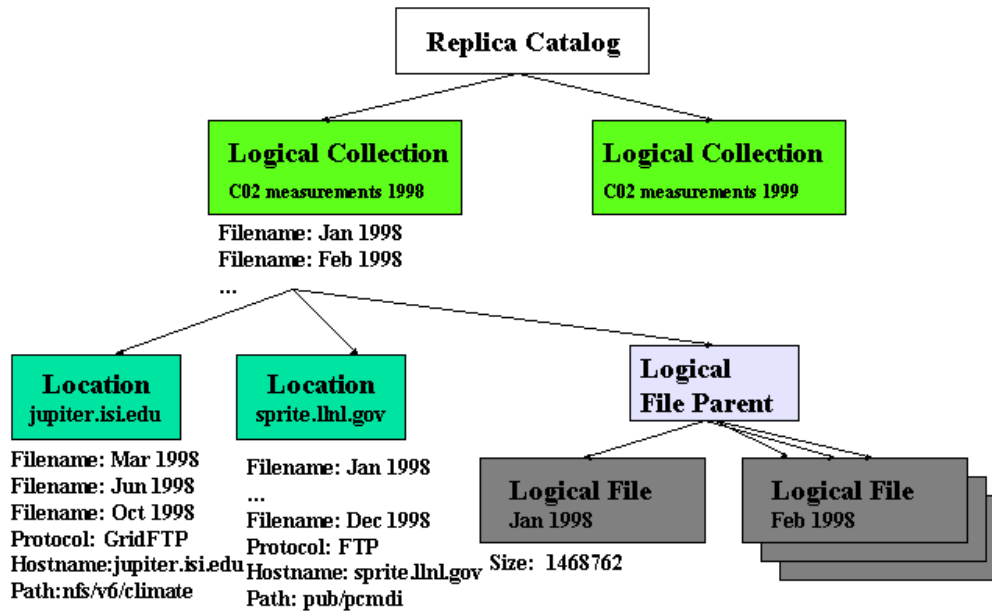 Replica Catalog
Logical Collection
C02 measurements 1998
Logical Collection
C02 measurements 1999
Filename: Jan 1998
Filename: Feb 1998
...
Location
jupiter.isi.edu
Location
sprite.llnl.gov
Logical
File Parent
Filename: Mar 1998
Filename: Jun 1998
Filename: Oct 1998
Protocol: GridFTP
Hostname:jupiter.isi.edu
Path:nfs/v6/climate
Filename: Jan 1998
...
Filename: Dec 1998
Protocol: FTP
Hostname: sprite.llnl.gov
Path: pub/pcmdi
Logical File
Jan 1998
Size: 1468762
Logical File
Feb 1998